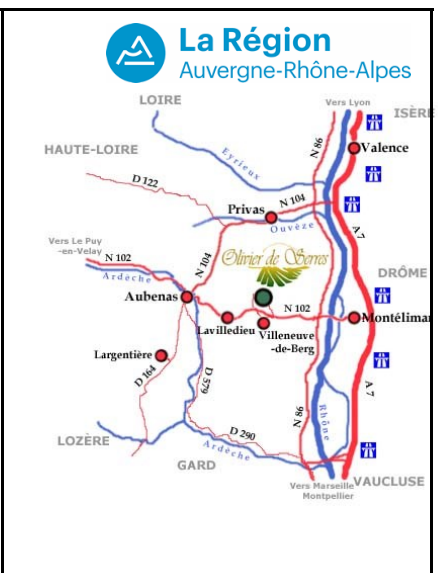 La Région
Auvergne-Rhône-Alpes
LOIRE
Vers Lyon
ISÈRE
N 86
HAUTE-LOIRE
Eyrieux
Valence
D 122
Privas
N 104
Ouvèze
A 7
Vers Le Puy
-en-Velay
N 102
Ardèche
N 104
Olivier de Serres
DRÔME
Aubenas
N 102
Montélimar
Lavilledieu
Villeneuve
-de-Berg
Largentière
D 164
D 579
A 7
N 86
Rhône
LOZÈRE
D 290
Ardèche
GARD
Vers Marseille
Montpellier
VAUCLUSE